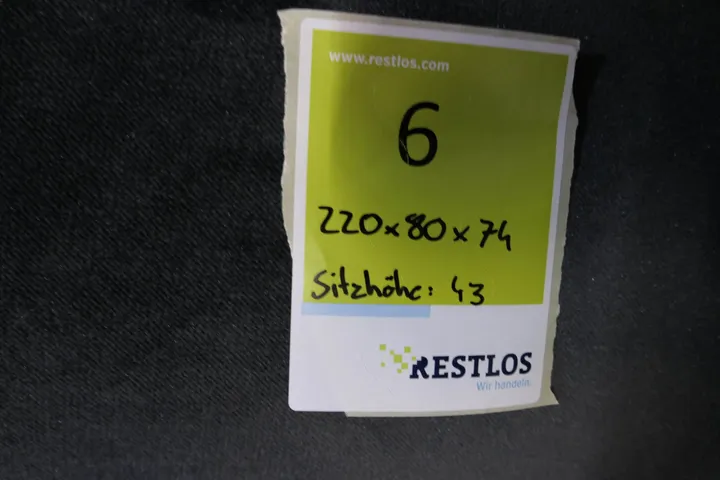 www.restlos.com
6
220x80x74
Sitzhöhe: 43
RESTLOS
Wir handeln.